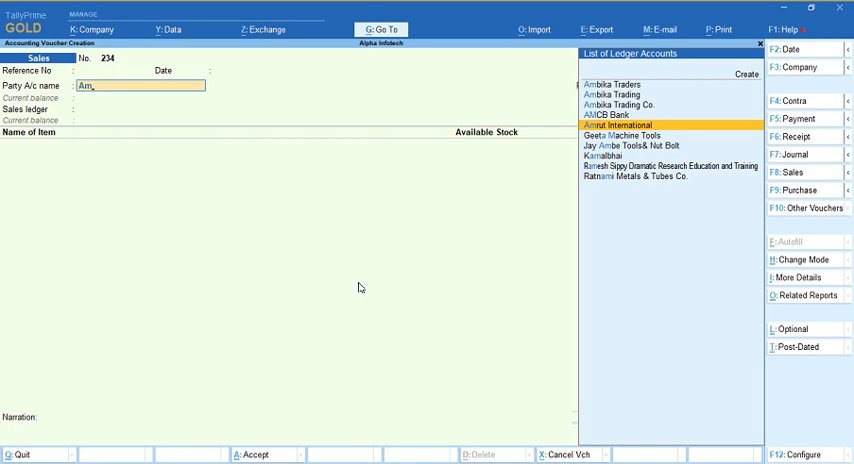 TallyPrime
GOLD
MANAGE
K: Company
Y: Data
Z: Exchange
G: Go To
O: Import
E: Export
M: E-mail
P: Print
F1: Help
Accounting Voucher Creation
Alpha Infotech
Sales No. 234
Reference No :
Date :
Party A/c name : Am
Current balance :
Sales ledger :
Current balance :
Name of Item
Available Stock
List of Ledger Accounts
Create
Ambika Traders
Ambika Trading
Ambika Trading Co.
AMCB Bank
Amrut International
Geeta Machine Tools
Jay Ambe Tools& Nut Bolt
Kamalbhai
Ramesh Sippy Dramatic Research Education and Training
Ratnami Metals & Tubes Co.
F2: Date
F3: Company
F4: Contra
F5: Payment
F6: Receipt
F7: Journal
F8: Sales
F9: Purchase
F10: Other Vouchers
E: Autofill
H: Change Mode
I: More Details
O: Related Reports
L: Optional
T: Post-Dated
Narration:
Q: Quit
A: Accept
D: Delete
X: Cancel Vch
F12: Configure